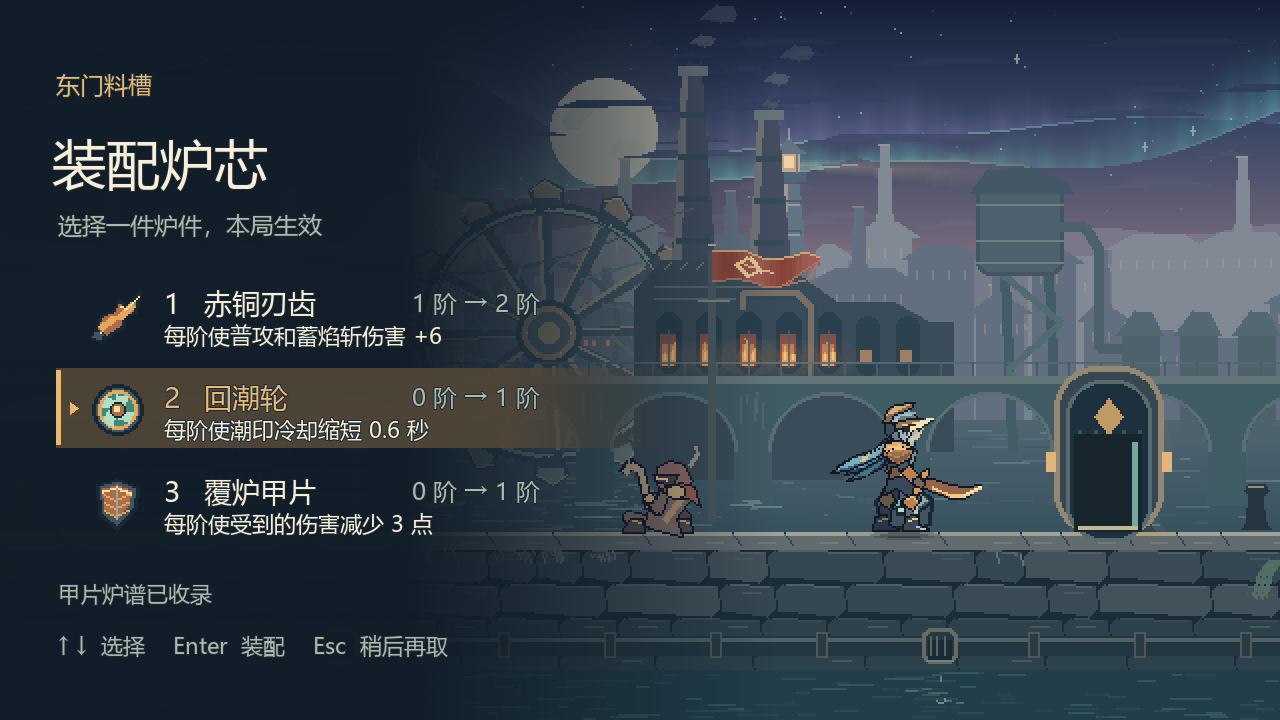 东门料槽
装配炉芯
选择一件炉件，本局生效
1 赤铜刃齿 1 阶 → 2 阶
每阶使普攻和蓄焰斩伤害 +6
2 回潮轮 0 阶 → 1 阶
每阶使潮印冷却缩短 0.6 秒
3 覆炉甲片 0 阶 → 1 阶
每阶使受到的伤害减少 3 点
甲片炉谱已收录
↑↓ 选择 Enter 装配 Esc 稍后再取